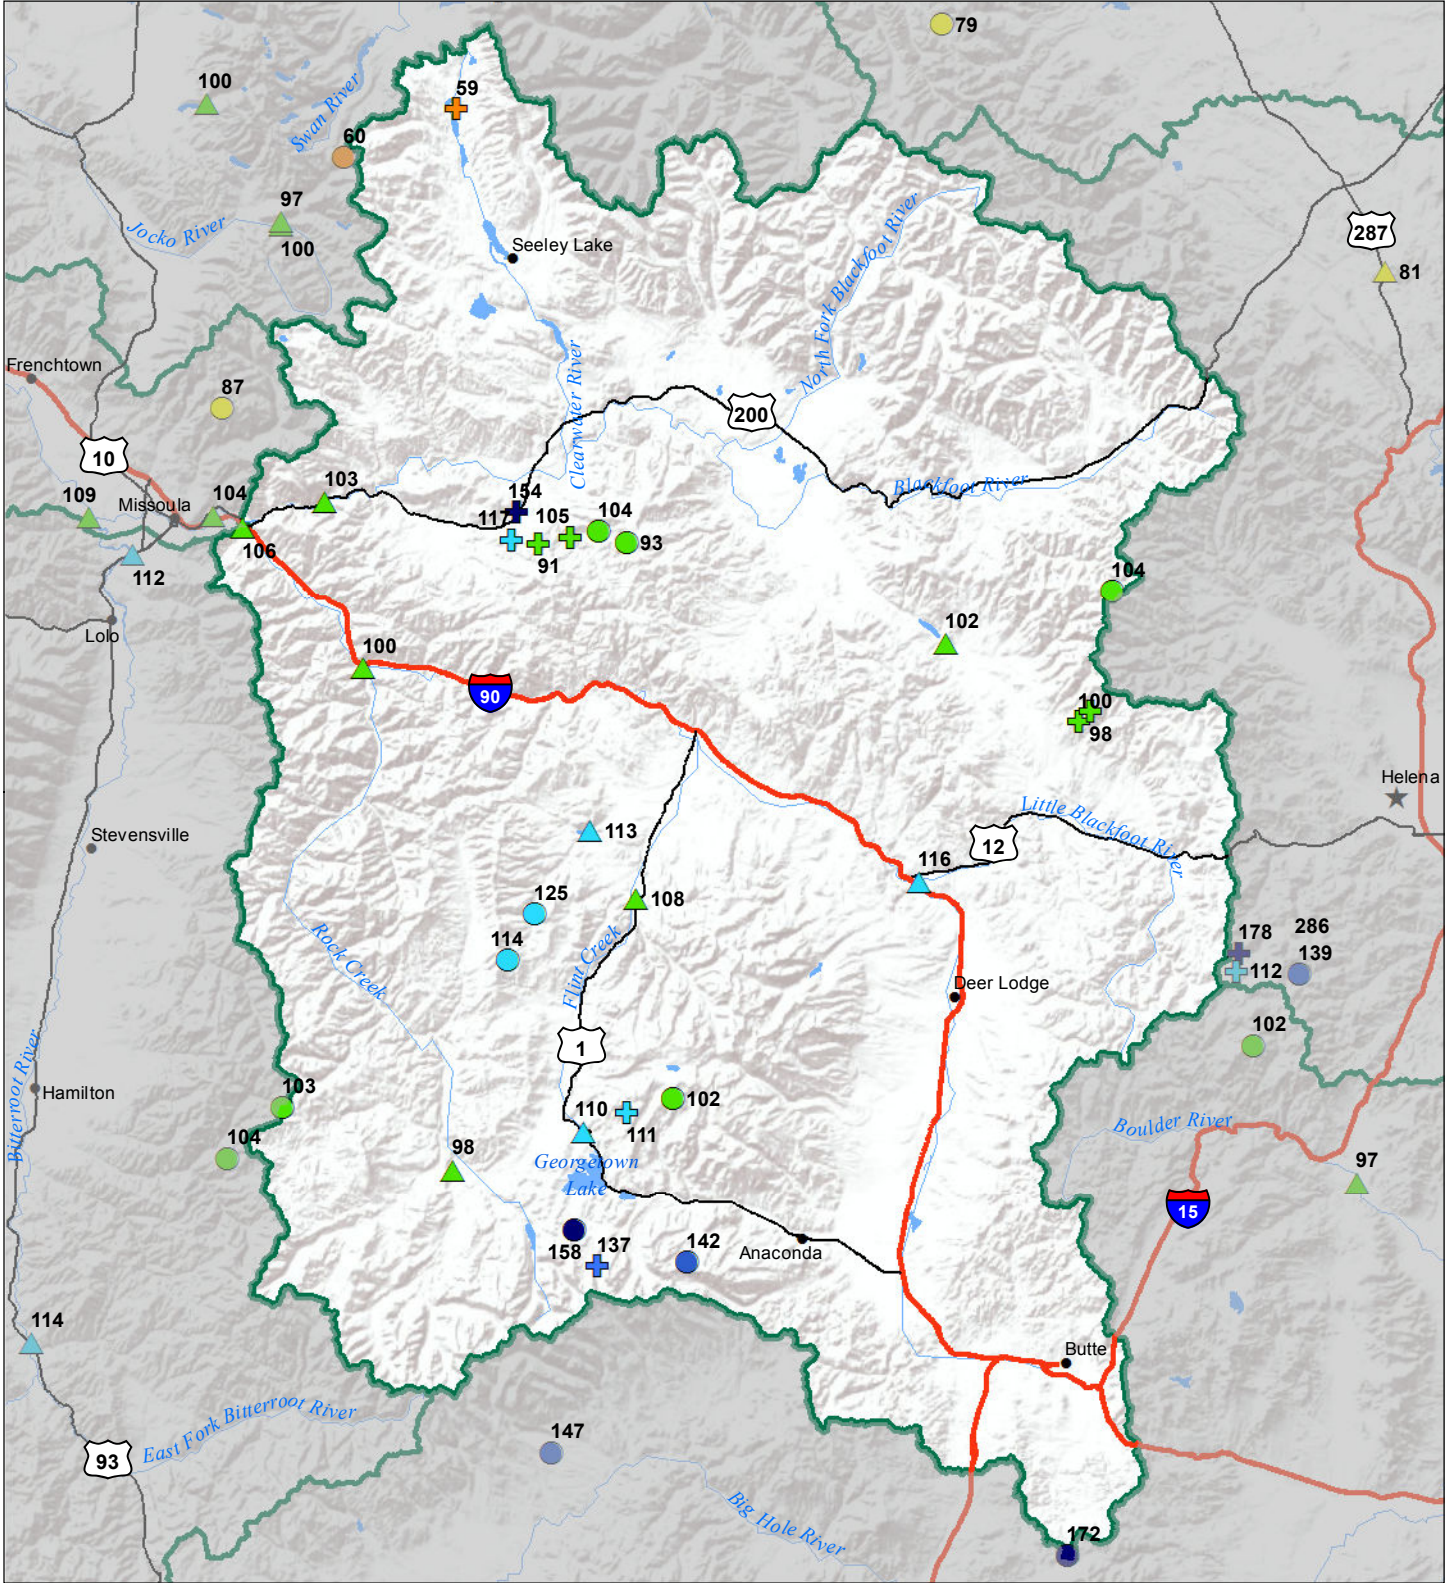 79
59
100
Swan River
60
97
100
Jocko River
287
81
Seeley Lake
North Fork Blackfoot River
Frenchtown
87
Clearwater River
200
10
103
154
Blackfoot River
109
Missoula
104
117
105
104
93
106
91
112
104
Lolo
102
100
90
100
98
Helena
Little Blackfoot River
Stevensville
113
12
116
125
108
114
Rock Creek
Flint Creek
178
286
112
139
Deer Lodge
102
1
Bitterroot River
Hamilton
103
102
110
111
Boulder River
104
98
Georgetown
Lake
97
15
158
137
142
Anaconda
114
Butte
East Fork Bitterroot River
93
147
Big Hole River
172